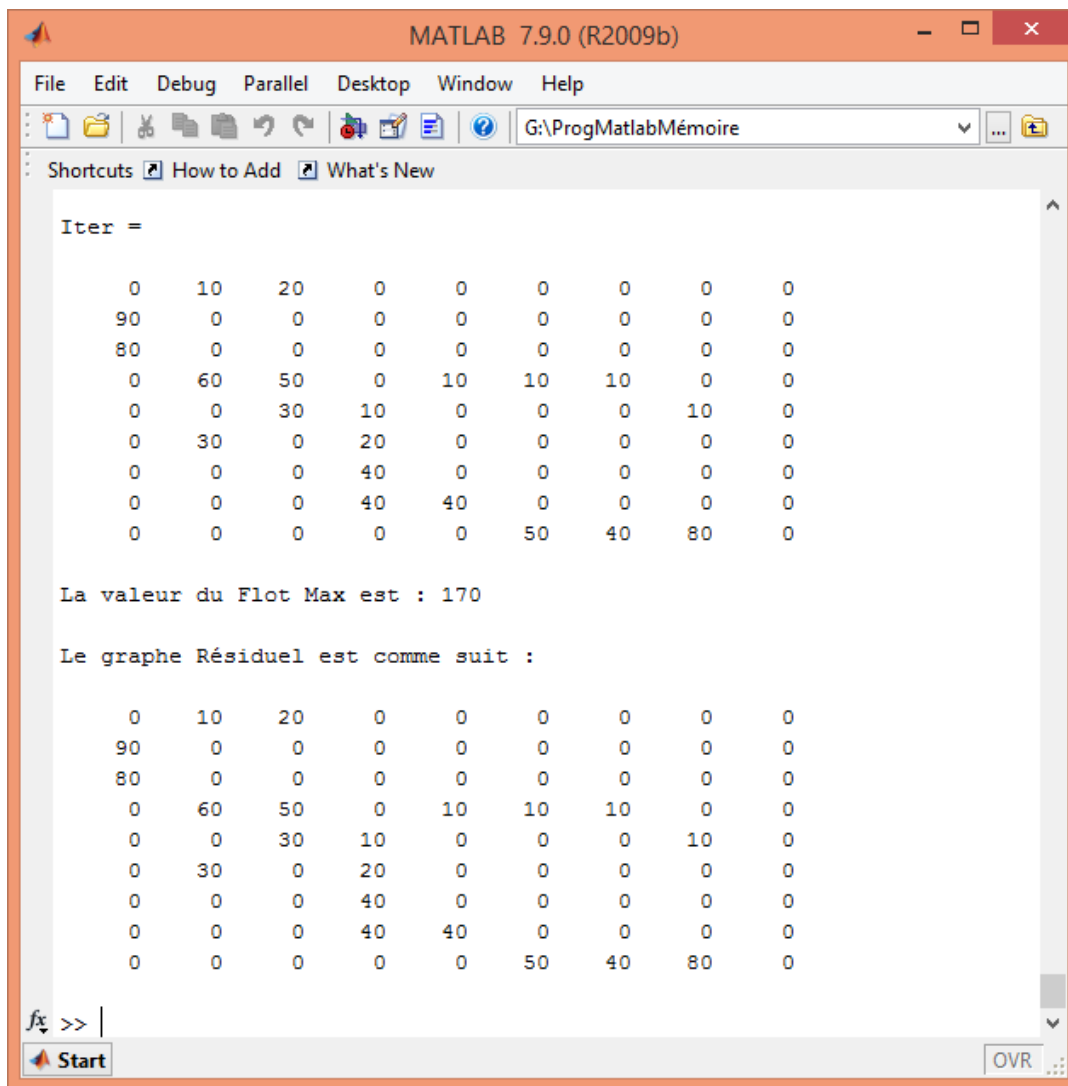 MATLAB 7.9.0 (R2009b)
File Edit Debug Parallel Desktop Window Help
G:\ProgMatlabMémoire ...
Shortcuts How to Add What's New
Iter =
0 10 20 0 0 0 0 0 0
90 0 0 0 0 0 0 0 0
80 0 0 0 0 0 0 0 0
0 60 50 0 10 10 10 0 0
0 0 30 10 0 0 0 10 0
0 30 0 20 0 0 0 0 0
0 0 0 40 0 0 0 0 0
0 0 0 40 40 0 0 0 0
0 0 0 0 0 50 40 80 0
La valeur du Flot Max est : 170
Le graphe Résiduel est comme suit :
0 10 20 0 0 0 0 0 0
90 0 0 0 0 0 0 0 0
80 0 0 0 0 0 0 0 0
0 60 50 0 10 10 10 0 0
0 0 30 10 0 0 0 10 0
0 30 0 20 0 0 0 0 0
0 0 0 40 0 0 0 0 0
0 0 0 40 40 0 0 0 0
0 0 0 0 0 50 40 80 0
fx >>
Start OVR